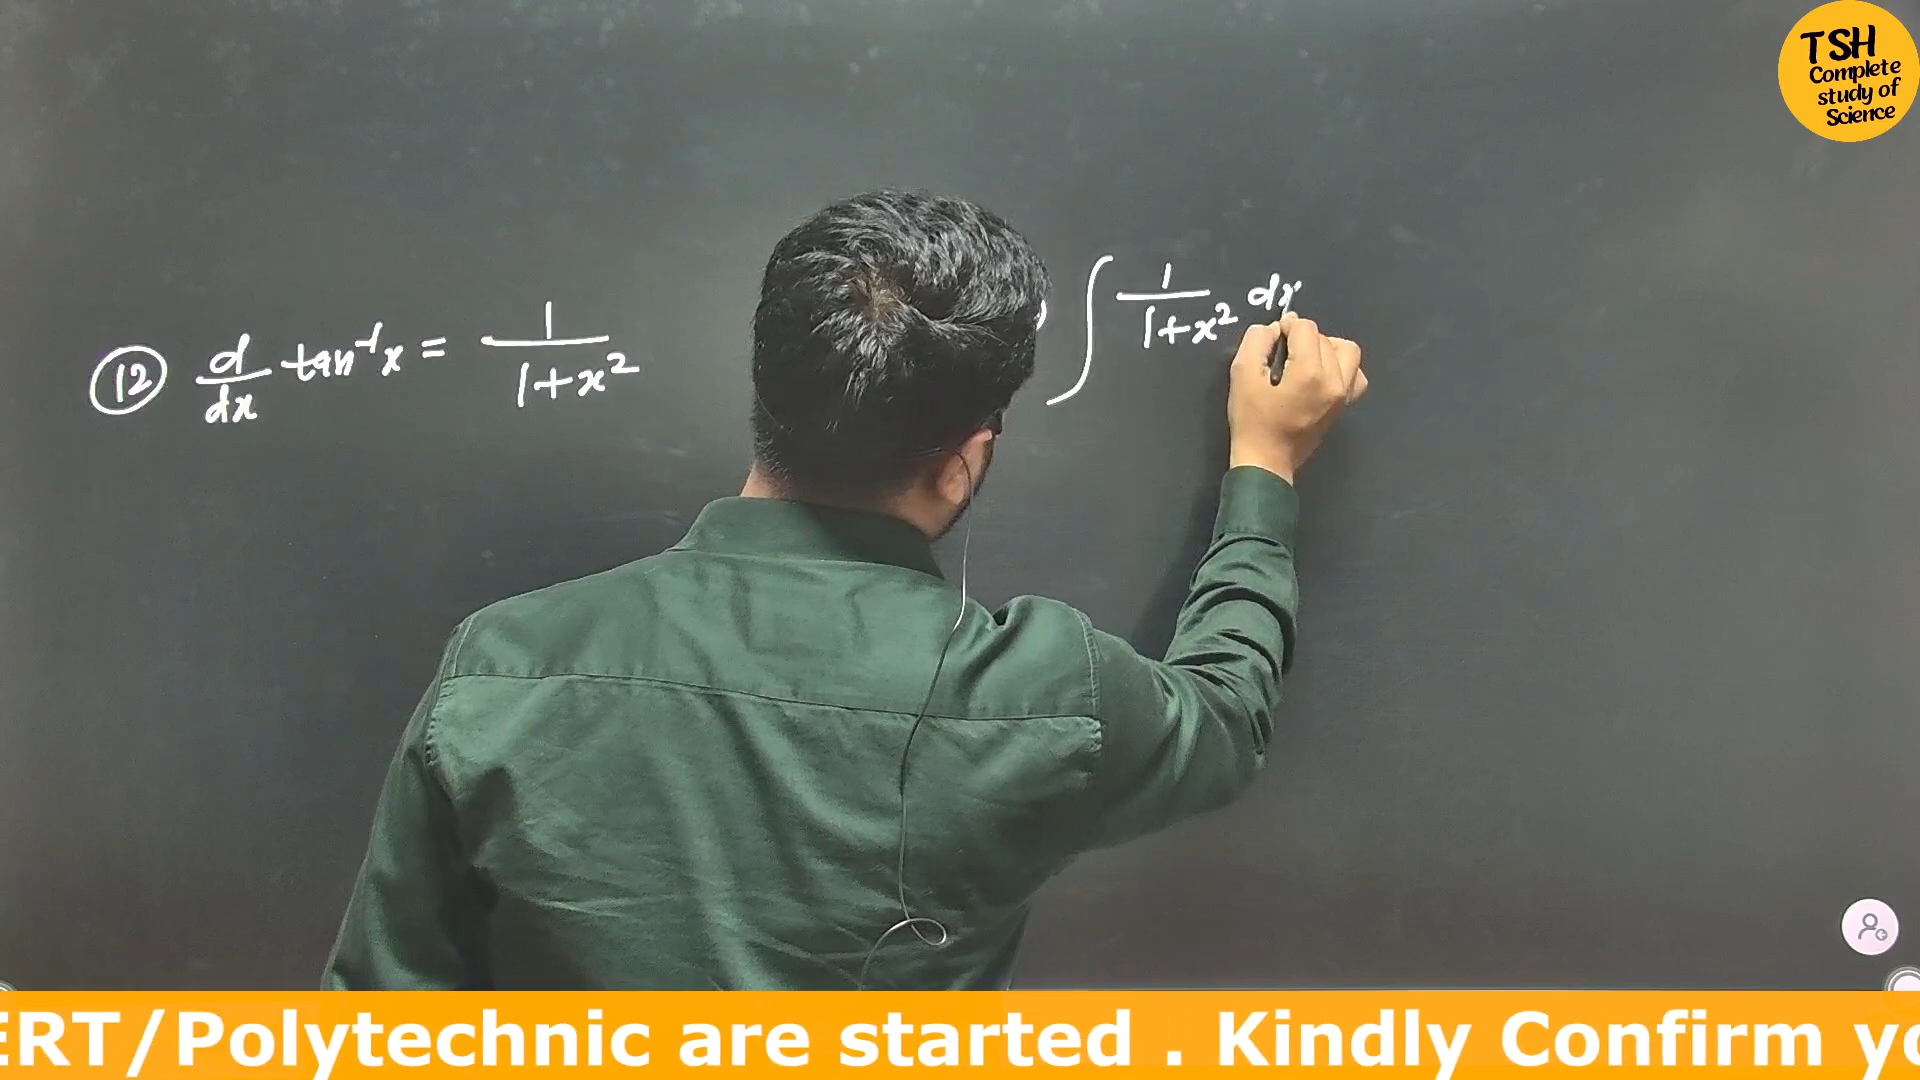 TSH
Complete
study of
Science
⑫ d/dx tan⁻¹x = 1/(1+x²)
) ∫ 1/(1+x²) dx
ERT/Polytechnic are started . Kindly Confirm yo